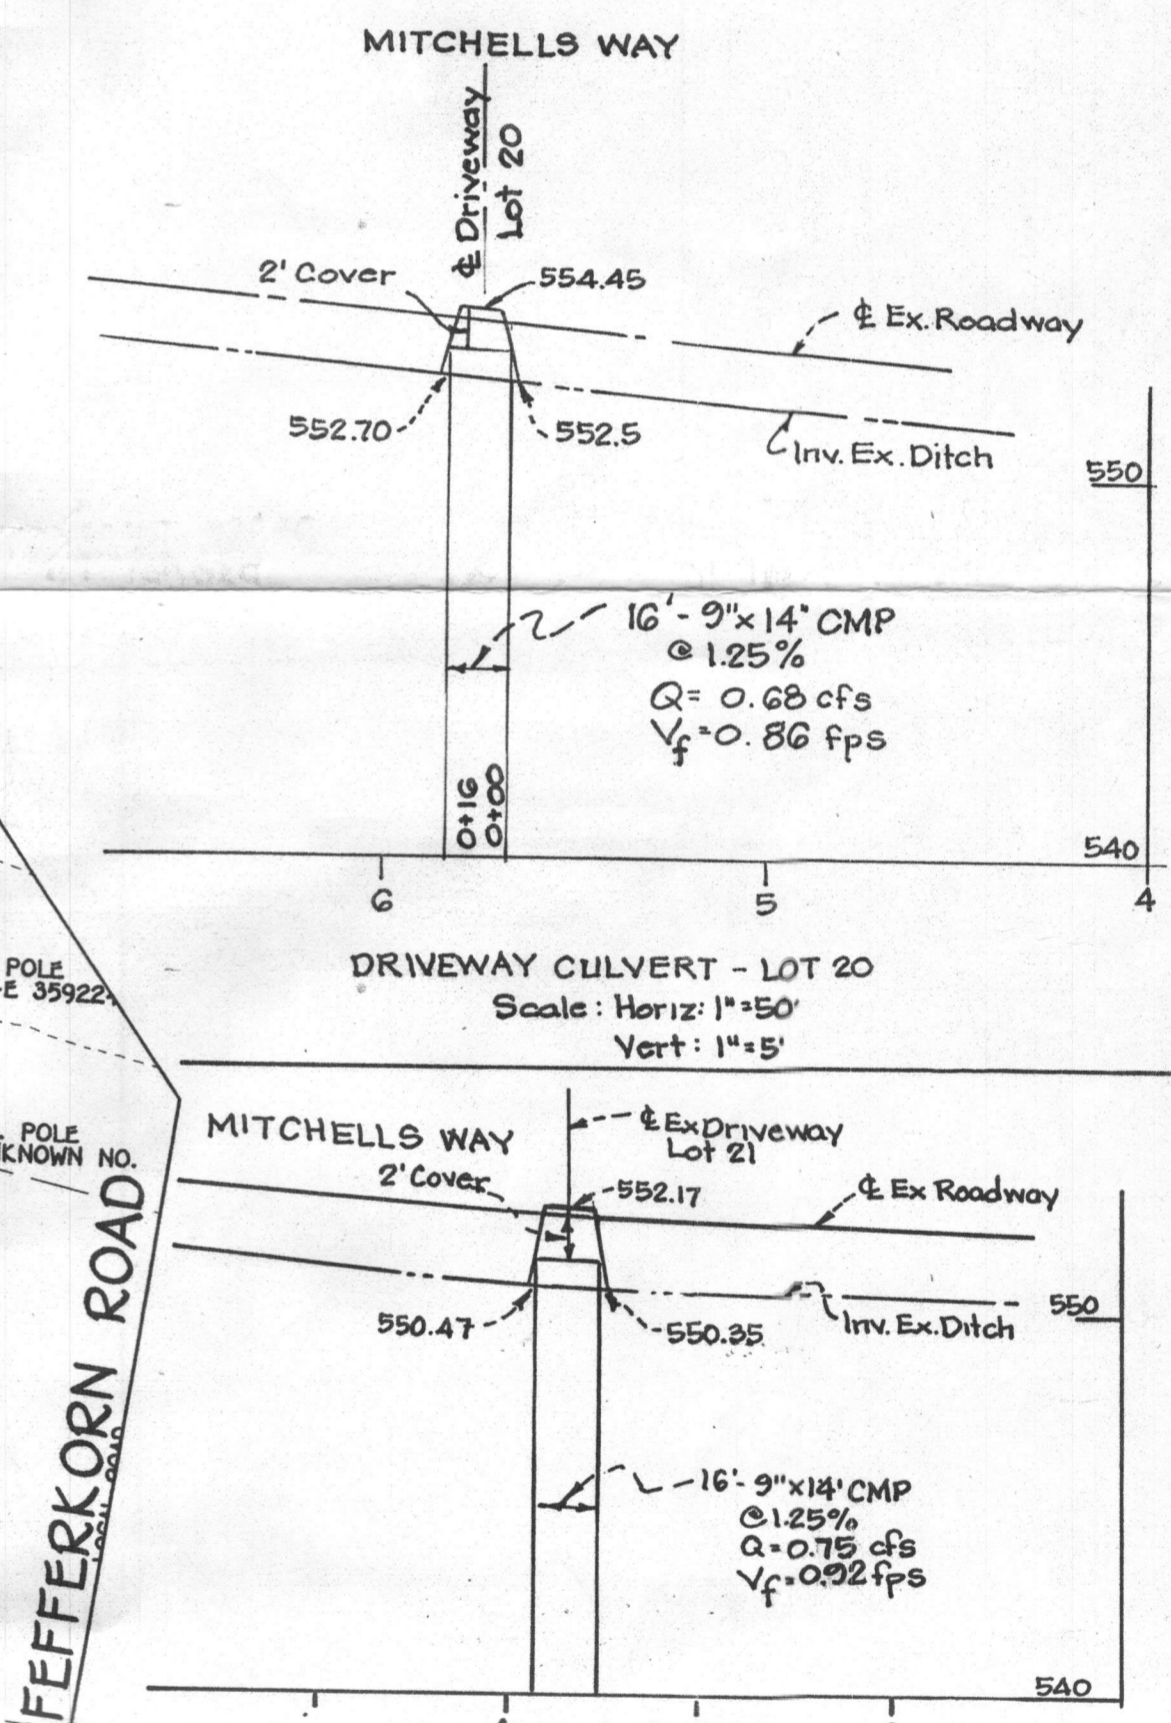 MITCHELLS WAY
℄ Driveway
Lot 20
2' Cover
554.45
℄ Ex. Roadway
552.70
552.5
Inv. Ex. Ditch
550
16' - 9"x 14" CMP
@ 1.25%
Q= 0.68 cfs
Vf=0.86 fps
0+16
0+00
540
6
5
4
POLE
E 35922
DRIVEWAY CULVERT - LOT 20
Scale: Horiz: 1"=50'
Vert: 1"=5'
POLE
KNOWN NO.
MITCHELLS WAY
℄ Ex Driveway
Lot 21
2' Cover
552.17
℄ Ex Roadway
550.47
550.35
Inv. Ex. Ditch
550
16'- 9"x14' CMP
@ 1.25%
Q=0.75 cfs
Vf=0.92 fps
540
FEFFERKORN ROAD